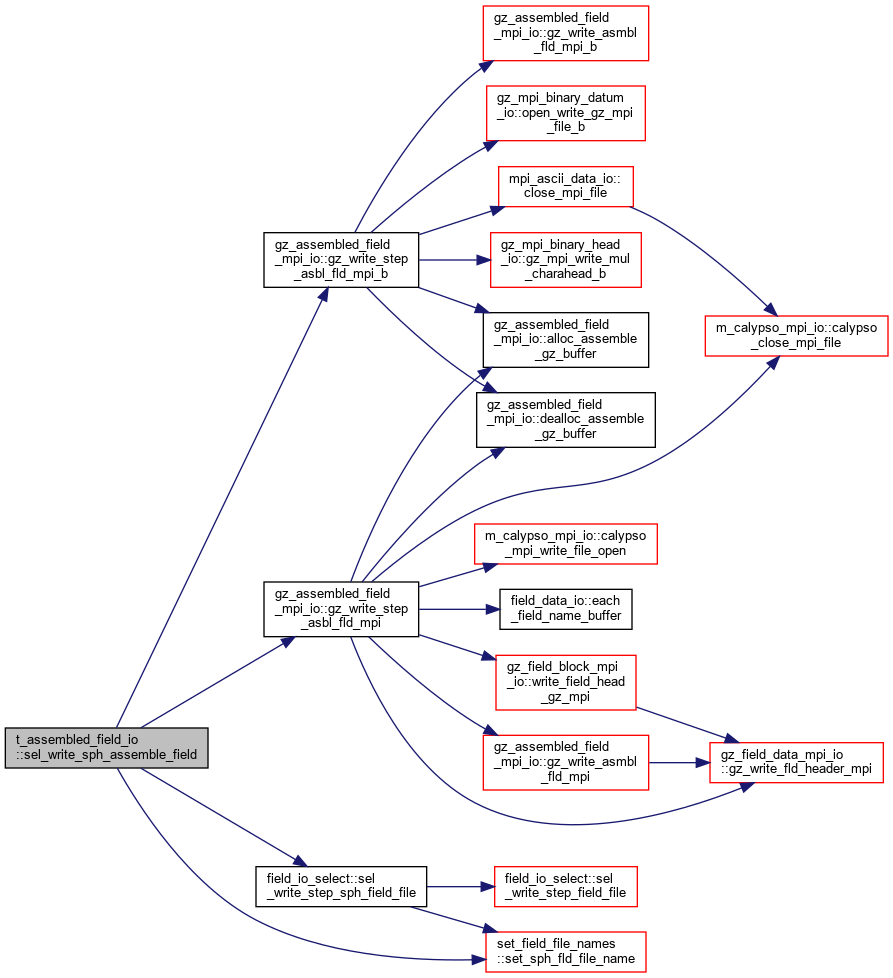 gz_assembled_field
_mpi_io::gz_write_asmbl
_fld_mpi_b
gz_mpi_binary_datum
_io::open_write_gz_mpi
_file_b
mpi_ascii_data_io::
close_mpi_file
gz_assembled_field
_mpi_io::gz_write_step
_asbl_fld_mpi_b
gz_mpi_binary_head
_io::gz_mpi_write_mul
_charahead_b
gz_assembled_field
_mpi_io::alloc_assemble
_gz_buffer
m_calypso_mpi_io::calypso
_close_mpi_file
gz_assembled_field
_mpi_io::dealloc_assemble
_gz_buffer
m_calypso_mpi_io::calypso
_mpi_write_file_open
gz_assembled_field
_mpi_io::gz_write_step
_asbl_fld_mpi
field_data_io::each
_field_name_buffer
gz_field_block_mpi
_io::write_field_head
_gz_mpi
t_assembled_field_io
::sel_write_sph_assemble_field
gz_assembled_field
_mpi_io::gz_write_asmbl
_fld_mpi
gz_field_data_mpi_io
::gz_write_fld_header_mpi
field_io_select::sel
_write_step_sph_field_file
field_io_select::sel
_write_step_field_file
set_field_file_names
::set_sph_fld_file_name